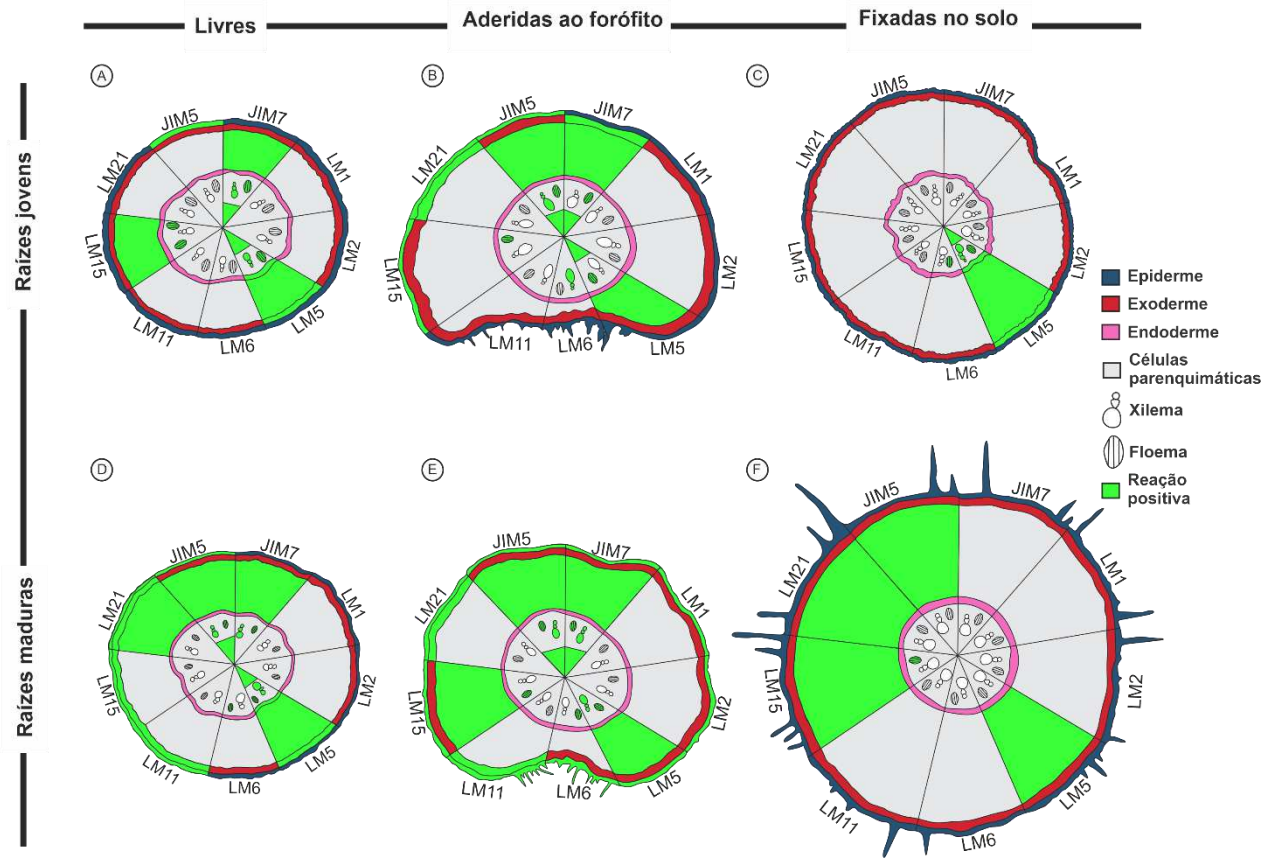 Livres
Aderidas ao forófito
Fixadas no solo
Raízes jovens
A
JIM5
JIM7
LM1
LM2
LM5
LM6
LM11
LM15
LM21
B
JIM5
JIM7
LM1
LM2
LM5
LM6
LM11
LM15
LM21
C
JIM5
JIM7
LM1
LM2
LM5
LM6
LM11
LM15
LM21
Epiderme
Exoderme
Endoderme
Células
parenquimáticas
Xilema
Floema
Reação
positiva
Raízes maduras
D
JIM5
JIM7
LM1
LM2
LM5
LM6
LM11
LM15
LM21
E
JIM5
JIM7
LM1
LM2
LM5
LM6
LM11
LM15
LM21
F
JIM5
JIM7
LM1
LM2
LM5
LM6
LM11
LM15
LM21